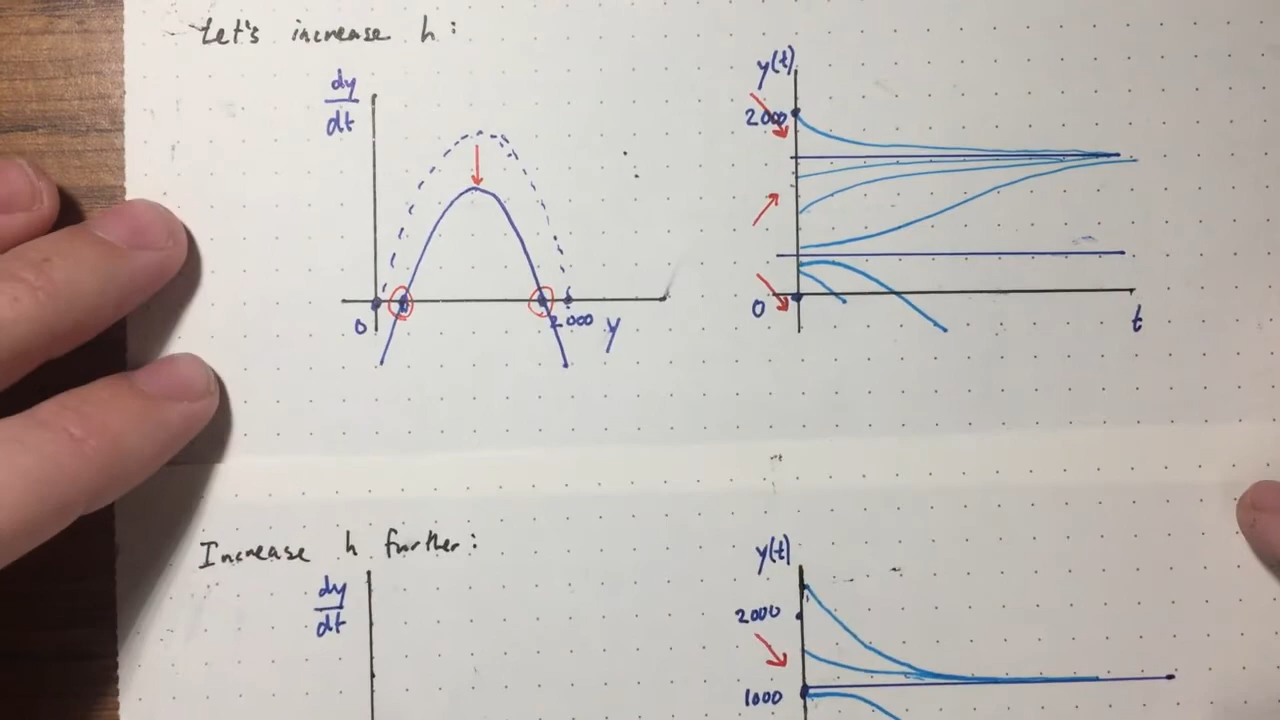 Let's increase h:
dy
dt
0
2000
y
y(t)
2000
0
t
Increase h further:
dy
dt
y(t)
2000
1000